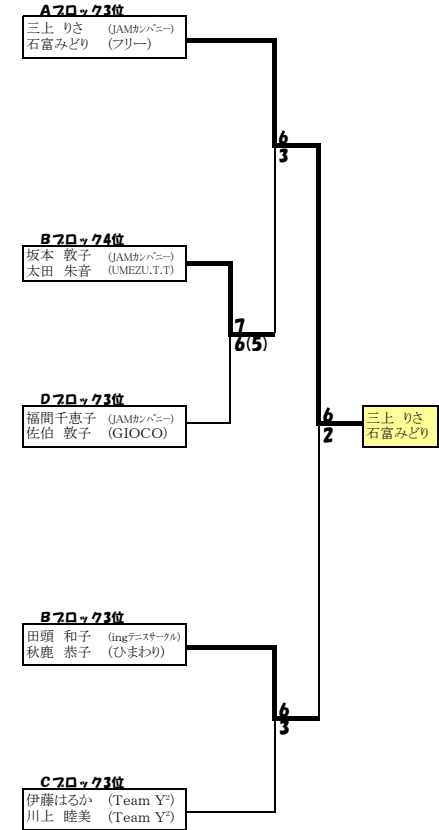 Aブロック3位
三上 りさ (JAMカンパニー)
石富みどり (フリー)
6
3
Bブロック4位
坂本 敦子 (JAMカンパニー)
太田 朱音 (UMEZU.T.T)
7
6(5)
Dブロック3位
福間千恵子 (JAMカンパニー)
佐伯 敦子 (GIOCO)
6
2
三上 りさ
石富みどり
Bブロック3位
田頭 和子 (ingテニスサークル)
秋鹿 恭子 (ひまわり)
6
3
Cブロック3位
伊藤はるか (Team Y²)
川上 睦美 (Team Y²)